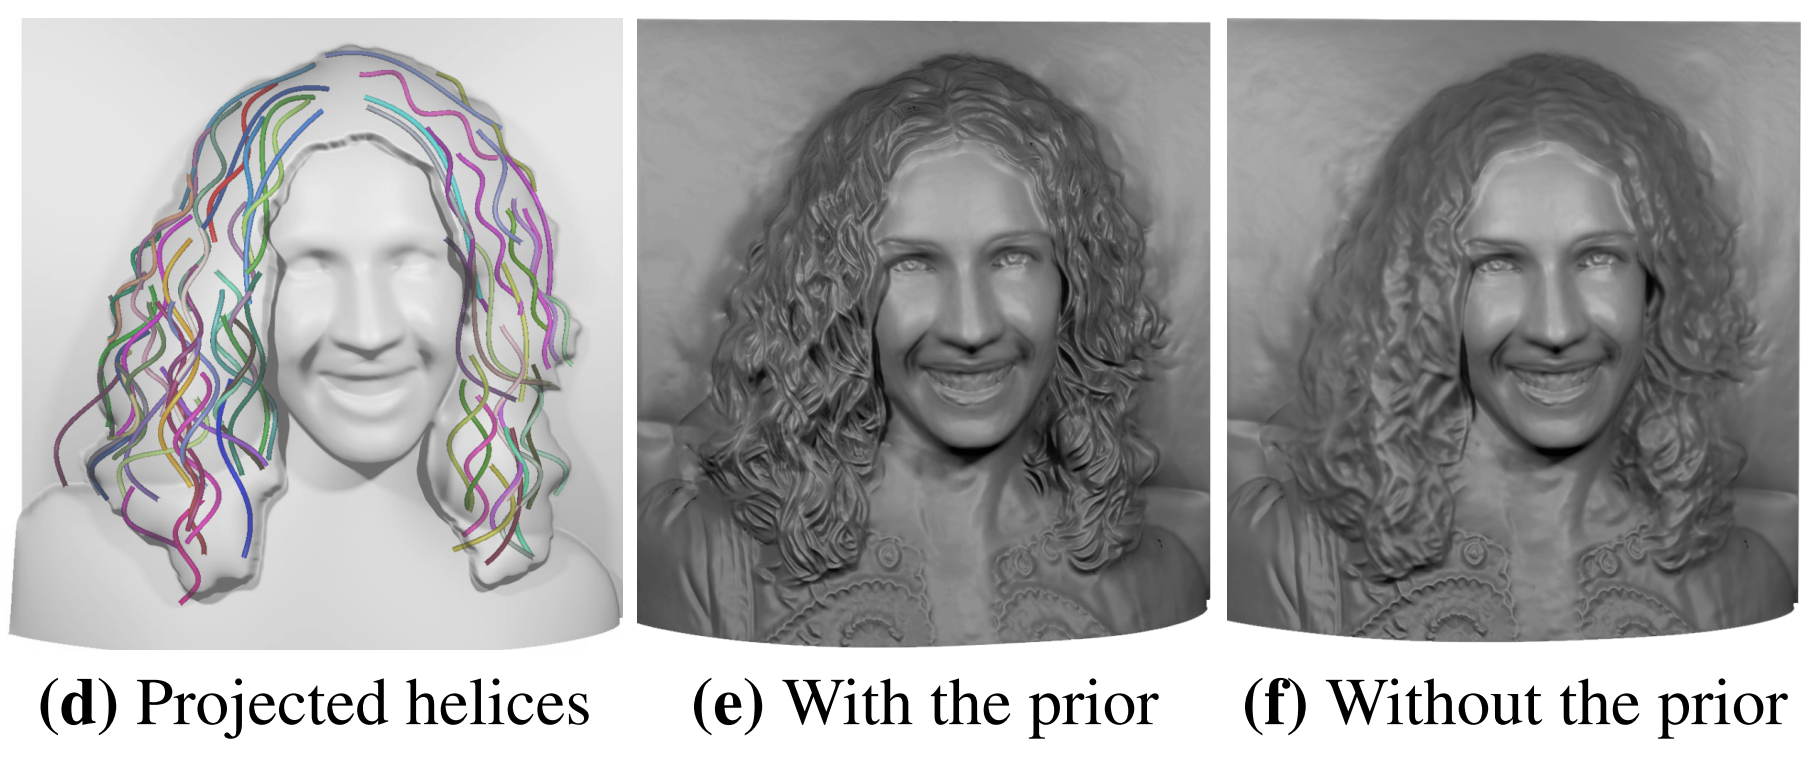 (d) Projected helices (e) With the prior (f) Without the prior